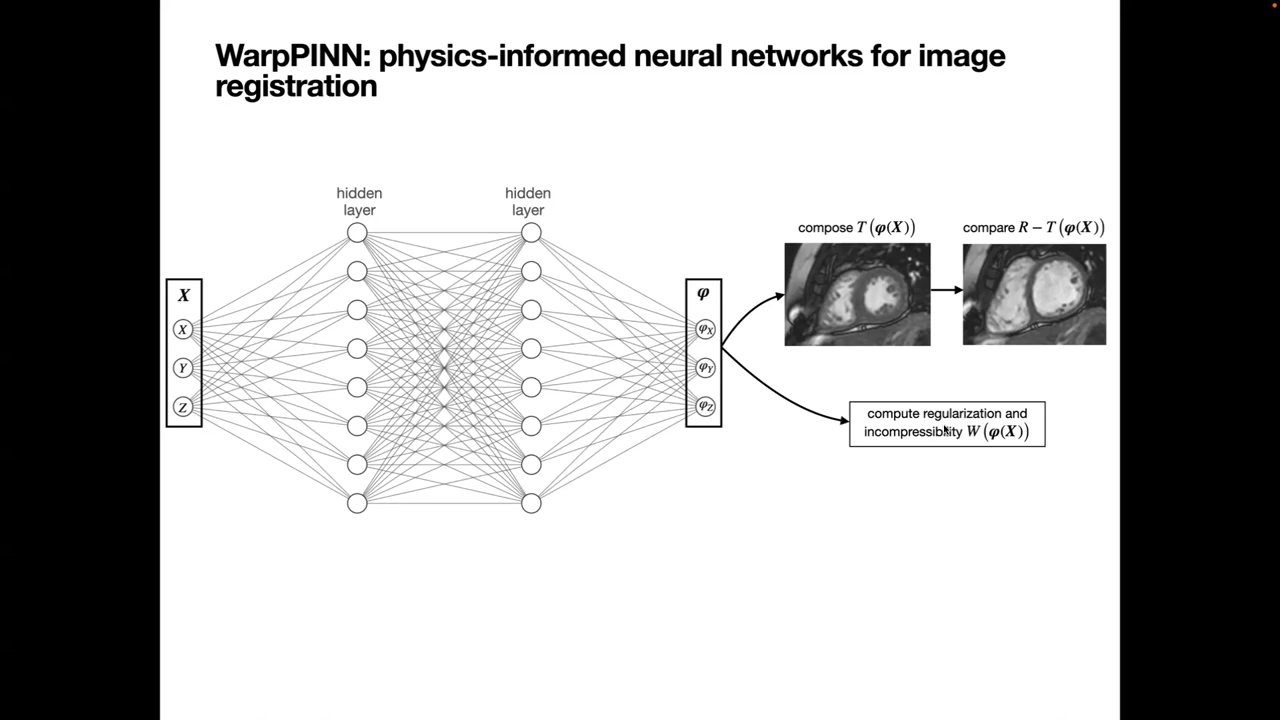 WarpPINN: physics-informed neural networks for image
registration
hidden
layer
hidden
layer
X
X
Y
Z
φ
φX
φY
φZ
compose T(φ(X))
compare R − T(φ(X))
compute regularization and
incompressiblity W(φ(X))